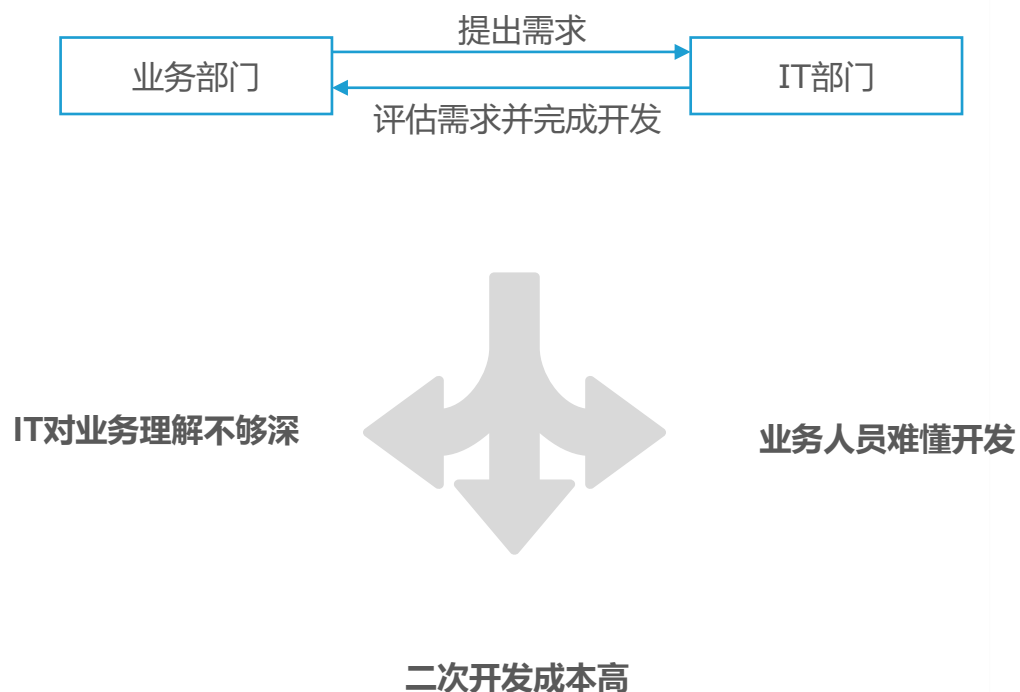 提出需求
业务部门
IT部门
评估需求并完成开发
IT对业务理解不够深
业务人员难懂开发
二次开发成本高